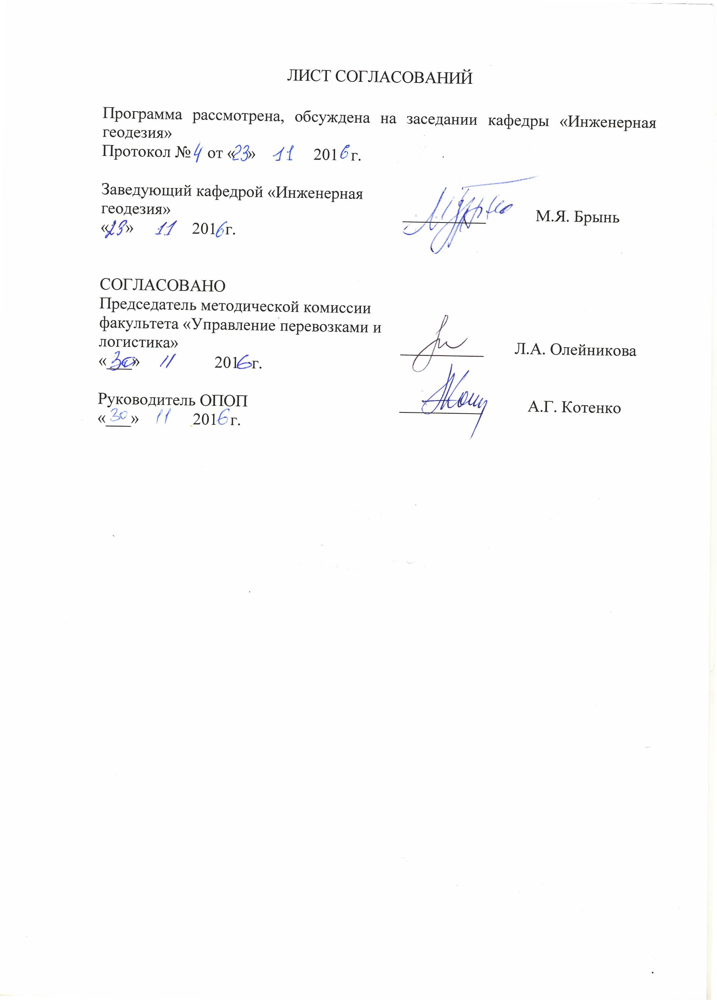 ЛИСТ СОГЛАСОВАНИЙ
Программа рассмотрена, обсуждена на заседании кафедры «Инженерная
геодезия»
Протокол № 4 от «23» 11 2016 г.
Заведующий кафедрой «Инженерная
геодезия»
М.Я. Брынь
«23» 11 2016 г.
СОГЛАСОВАНО
Председатель методической комиссии
факультета «Управление перевозками и
логистика»
Л.А. Олейникова
«30» 11 2016 г.
Руководитель ОПОП
А.Г. Котенко
«30» 11 2016 г.